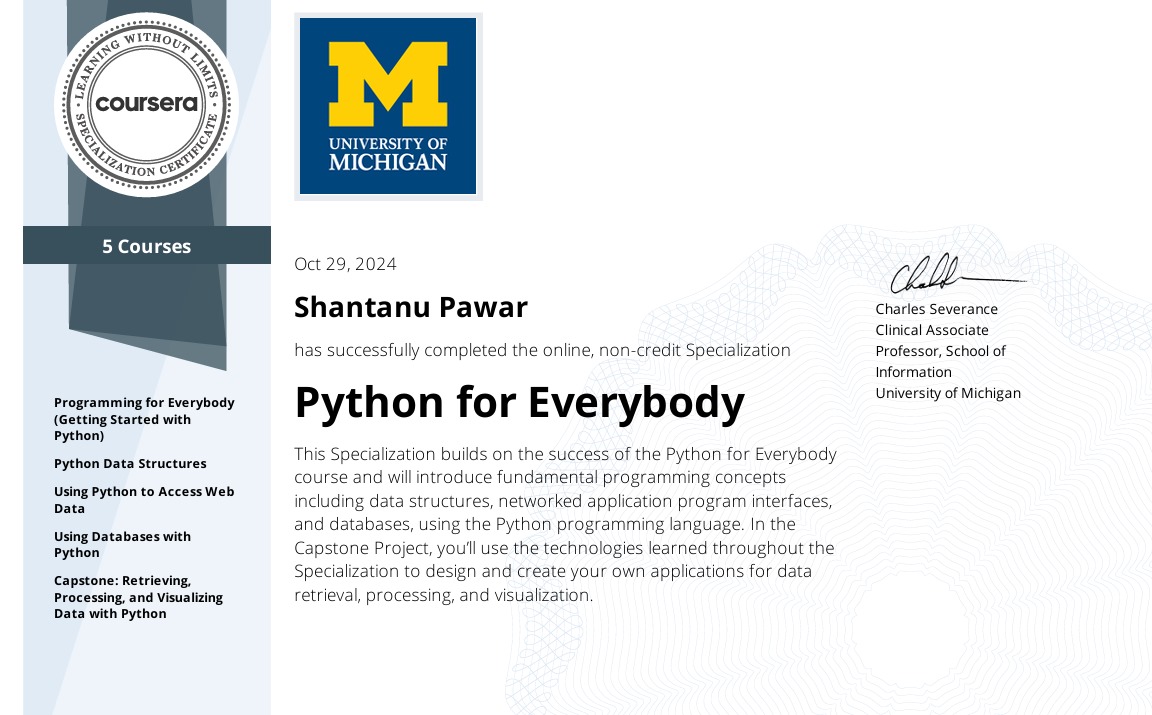 LEARNING WITHOUT LIMITS
coursera
SPECIALIZATION CERTIFICATE
5 Courses
Programming for Everybody
(Getting Started with
Python)
Python Data Structures
Using Python to Access Web
Data
Using Databases with
Python
Capstone: Retrieving,
Processing, and Visualizing
Data with Python
M
UNIVERSITY OF
MICHIGAN
Oct 29, 2024
Shantanu Pawar
has successfully completed the online, non-credit Specialization
Python for Everybody
This Specialization builds on the success of the Python for Everybody
course and will introduce fundamental programming concepts
including data structures, networked application program interfaces,
and databases, using the Python programming language. In the
Capstone Project, you’ll use the technologies learned throughout the
Specialization to design and create your own applications for data
retrieval, processing, and visualization.
Charles Severance
Clinical Associate
Professor, School of
Information
University of Michigan